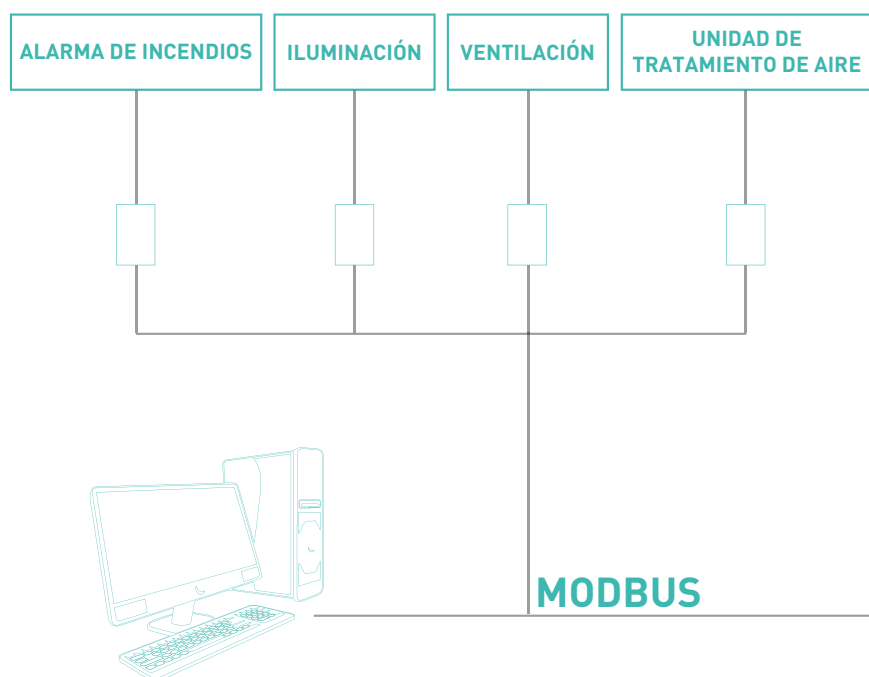 ALARMA DE INCENDIOS
ILUMINACIÓN
VENTILACIÓN
UNIDAD DE
TRATAMIENTO DE AIRE
MODBUS